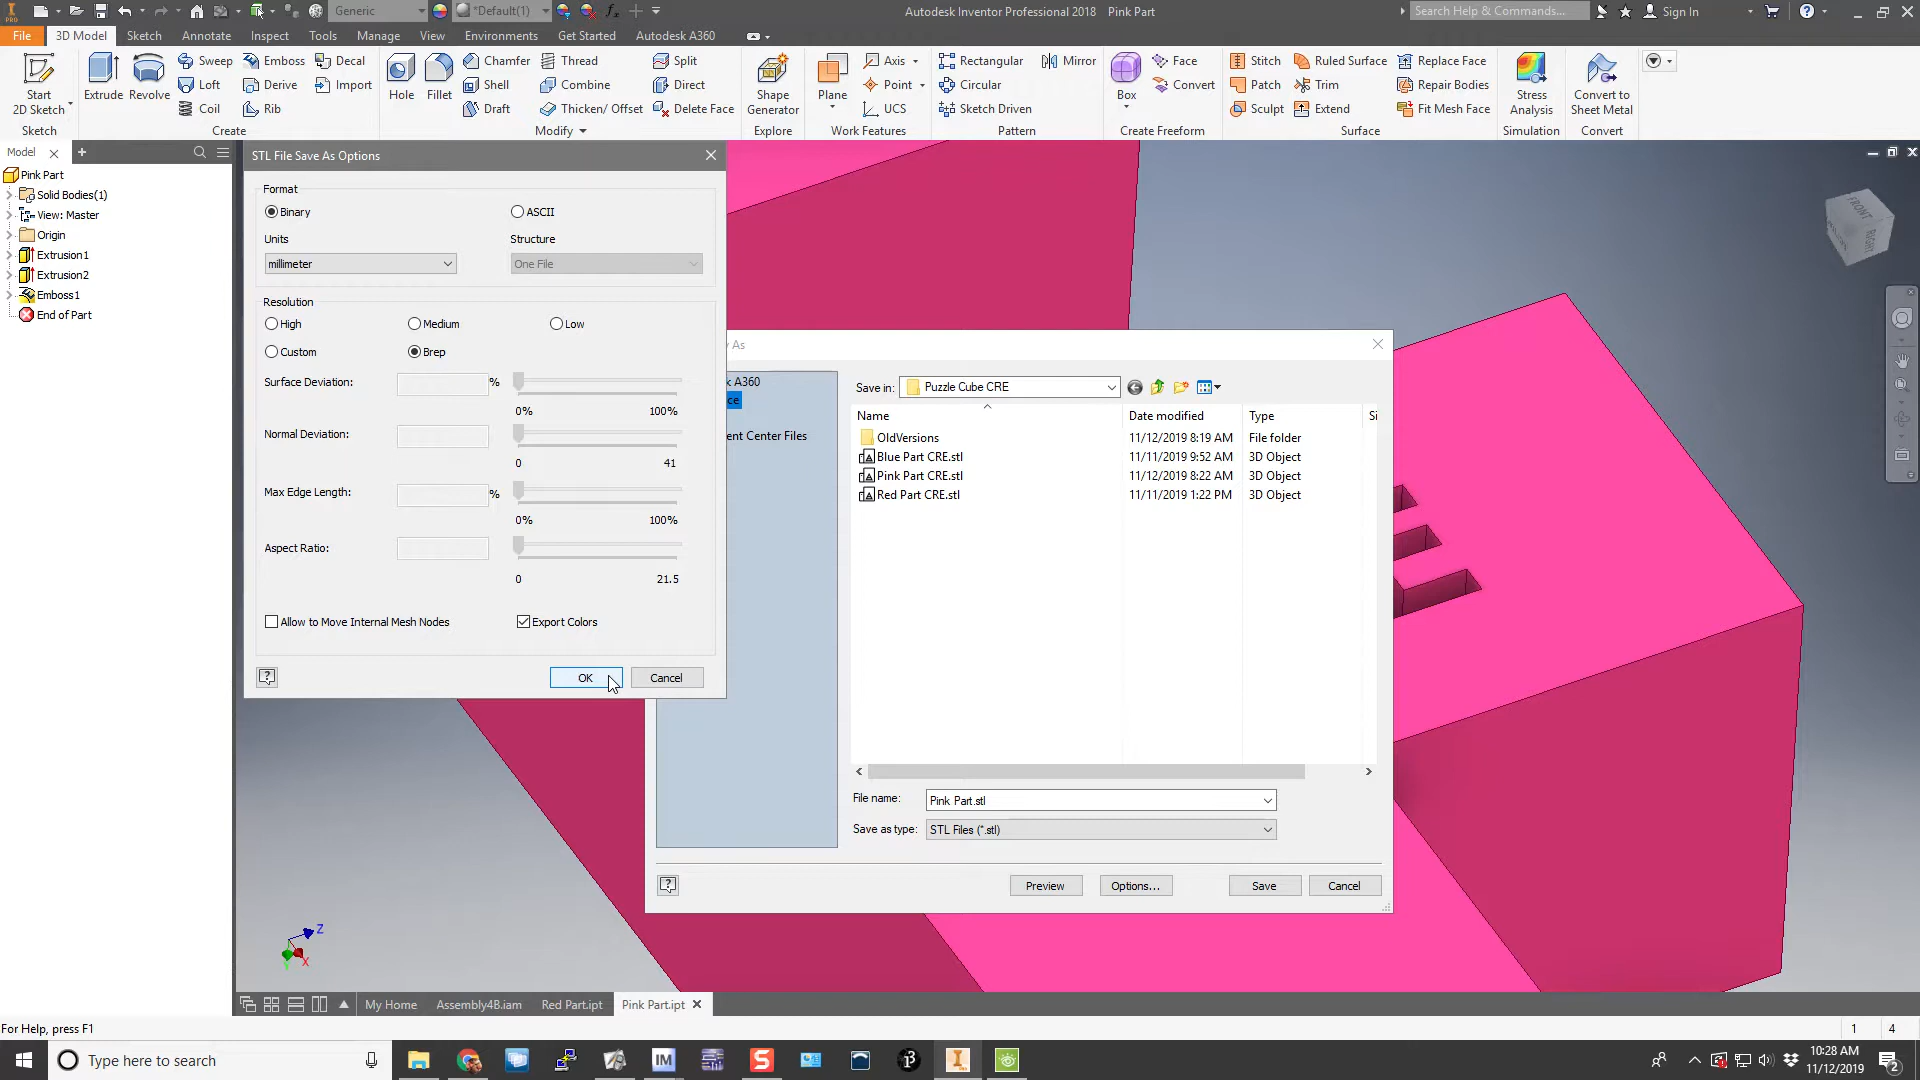 Generic
*Default(1)
Autodesk Inventor Professional 2018 Pink Part
Search Help & Commands...
Sign In
PRO
File 3D Model Sketch Annotate Inspect Tools Manage View Environments Get Started Autodesk A360
Start
2D Sketch
Sketch
Extrude
Revolve
Sweep
Loft
Coil
Emboss
Derive
Rib
Decal
Import
Create
Hole
Fillet
Chamfer
Shell
Draft
Thread
Combine
Thicken/ Offset
Split
Direct
Delete Face
Modify
Shape
Generator
Explore
Plane
Axis
Point
UCS
Work Features
Rectangular
Circular
Sketch Driven
Mirror
Pattern
Box
Face
Convert
Create Freeform
Stitch
Patch
Sculpt
Ruled Surface
Trim
Extend
Replace Face
Repair Bodies
Fit Mesh Face
Surface
Stress
Analysis
Simulation
Convert to
Sheet Metal
Convert
Model
Pink Part
Solid Bodies(1)
View: Master
Origin
Extrusion1
Extrusion2
Emboss1
End of Part
STL File Save As Options
Format
Binary
ASCII
Units
Structure
millimeter
One File
Resolution
High
Medium
Low
Custom
Brep
Surface Deviation:
%
0%
100%
Normal Deviation:
0
41
Max Edge Length:
%
0%
100%
Aspect Ratio:
0
21.5
Allow to Move Internal Mesh Nodes
Export Colors
?
OK
Cancel
As
k A360
ce
ent Center Files
Save in:
Puzzle Cube CRE
Name Date modified Type Si
OldVersions 11/12/2019 8:19 AM File folder
Blue Part CRE.stl 11/11/2019 9:52 AM 3D Object
Pink Part CRE.stl 11/12/2019 8:22 AM 3D Object
Red Part CRE.stl 11/11/2019 1:22 PM 3D Object
File name:
Pink Part.stl
Save as type:
STL Files (*.stl)
?
Preview
Options...
Save
Cancel
FRONT
RIGHT
Z
X
Y
My Home Assembly4B.iam Red Part.ipt Pink Part.ipt
For Help, press F1
1 4
Type here to search
IM
S
10:28 AM
11/12/2019
2